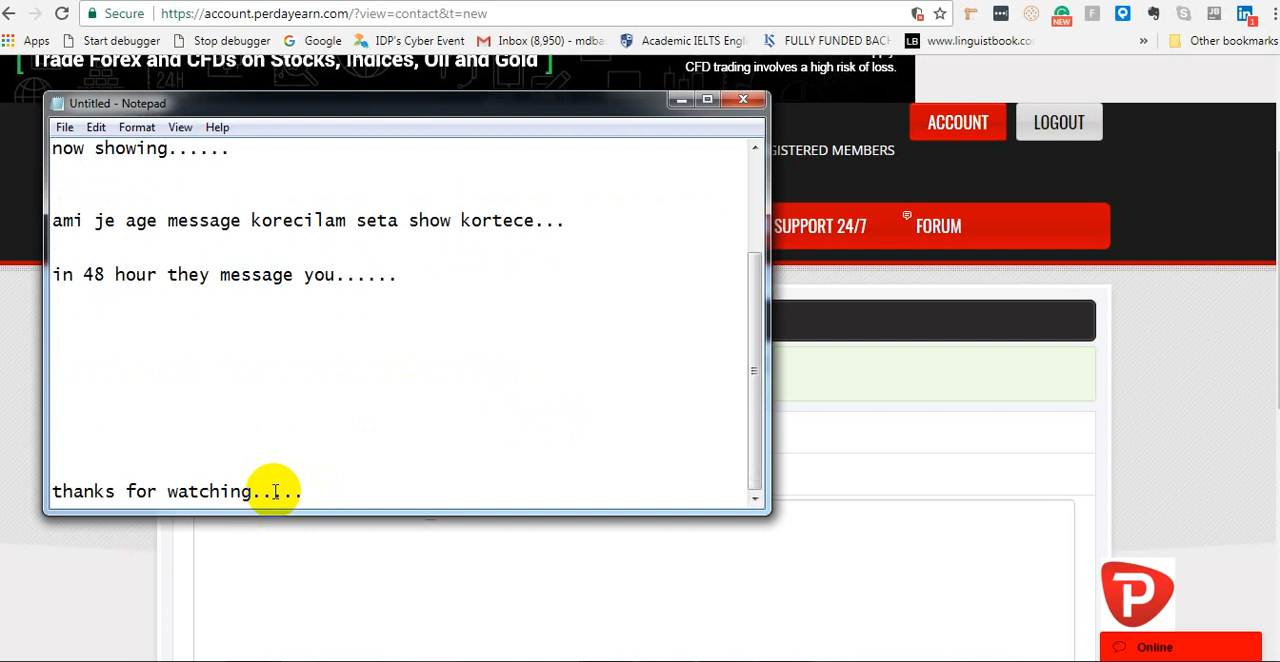 Secure https://account.perdayearn.com/?view=contact&t=new
NEW
1
Apps Start debugger Stop debugger Google IDP's Cyber Event Inbox (8,950) - mdba Academic IELTS Engl FULLY FUNDED BACH LB www.linguistbook.co » Other bookmarks
[ Trade Forex and CFDs on Stocks, Indices, Oil and Gold ]
CFD trading involves a high risk of loss.
Untitled - Notepad
File Edit Format View Help
ACCOUNT LOGOUT
now showing......
GISTERED MEMBERS
ami je age message korecilam seta show kortece...
SUPPORT 24/7 FORUM
in 48 hour they message you......
thanks for watching.....
P
Online